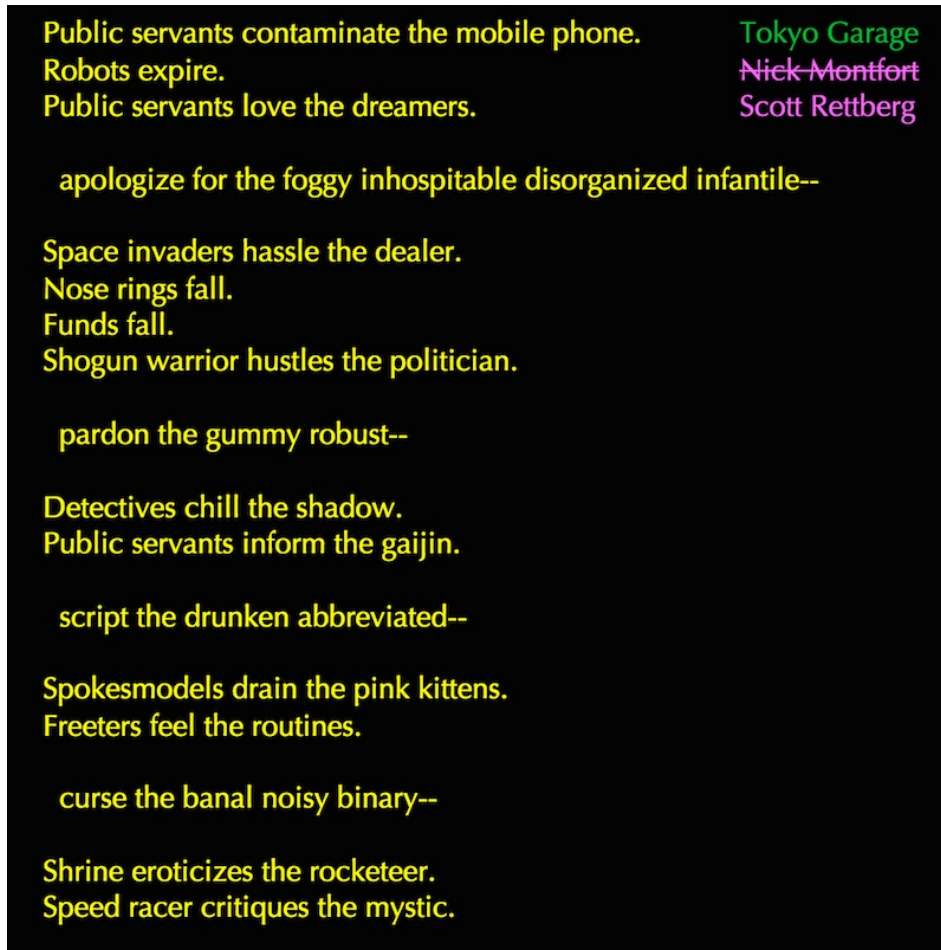 Public servants contaminate the mobile phone.
Robots expire.
Public servants love the dreamers.
Tokyo Garage
Nick Montfort
Scott Rettberg
apologize for the foggy inhospitable disorganized infantile--
Space invaders hassle the dealer.
Nose rings fall.
Funds fall.
Shogun warrior hustles the politician.
pardon the gummy robust--
Detectives chill the shadow.
Public servants inform the gaijin.
script the drunken abbreviated--
Spokesmodels drain the pink kittens.
Freeters feel the routines.
curse the banal noisy binary--
Shrine eroticizes the rocketeer.
Speed racer critiques the mystic.